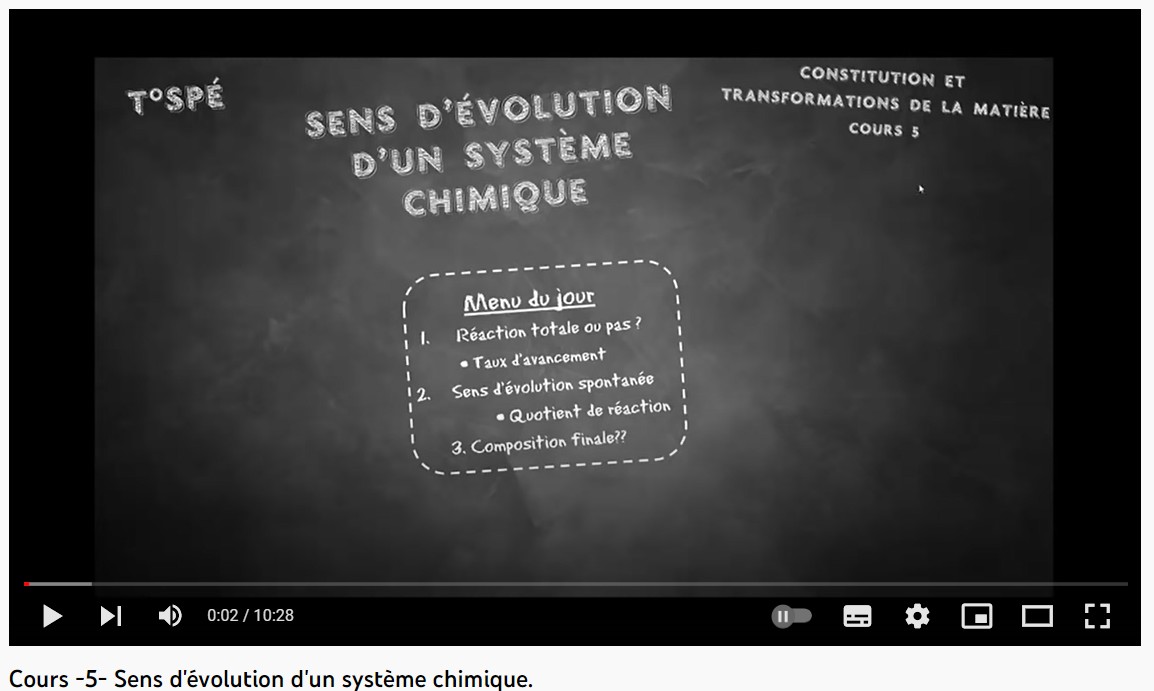 T°SPÉ
SENS D'ÉVOLUTION
D'UN SYSTÈME
CHIMIQUE
CONSTITUTION ET
TRANSFORMATIONS DE LA MATIÈRE
COURS 5
Menu du jour
1. Réaction totale ou pas ?
• Taux d'avancement
2. Sens d'évolution spontanée
• Quotient de réaction
3. Composition finale??
0:02 / 10:28
Cours -5- Sens d'évolution d'un système chimique.